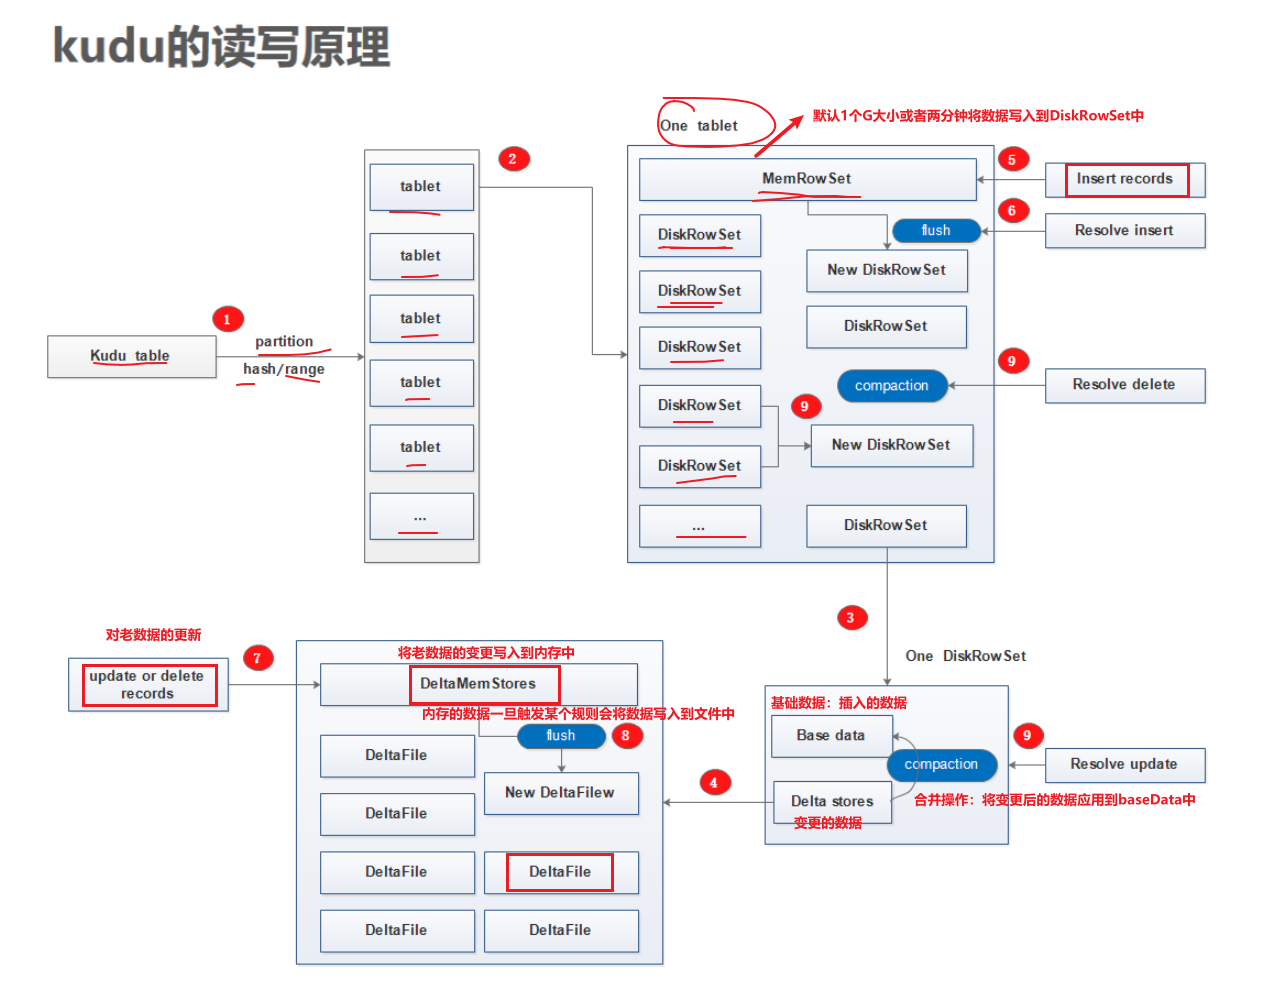 kudu的读写原理
One tablet
默认1个G大小或者两分钟将数据写入到DiskRowSet中
2
5
tablet
MemRowSet
Insert records
6
DiskRowSet
flush
Resolve insert
tablet
New DiskRowSet
DiskRowSet
1
tablet
DiskRowSet
partition
DiskRowSet
Kudu table
9
hash/range
tablet
compaction
Resolve delete
DiskRowSet
9
tablet
New DiskRowSet
DiskRowSet
...
...
DiskRowSet
3
对老数据的更新
7
将老数据的变更写入到内存中
One DiskRowSet
update or delete
records
DeltaMemStores
基础数据：插入的数据
内存的数据一旦触发某个规则会将数据写入到文件中
flush
8
Base data
9
DeltaFile
compaction
Resolve update
4
New DeltaFilew
Delta stores
合并操作：将变更后的数据应用到baseData中
DeltaFile
变更的数据
DeltaFile
DeltaFile
DeltaFile
DeltaFile